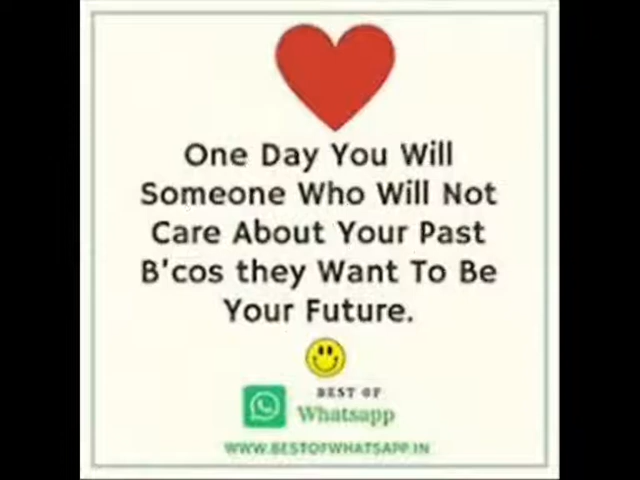 One Day You Will
Someone Who Will Not
Care About Your Past
B'cos they Want To Be
Your Future.
BEST OF
Whatsapp
WWW.BESTOFWHATSAPP.IN